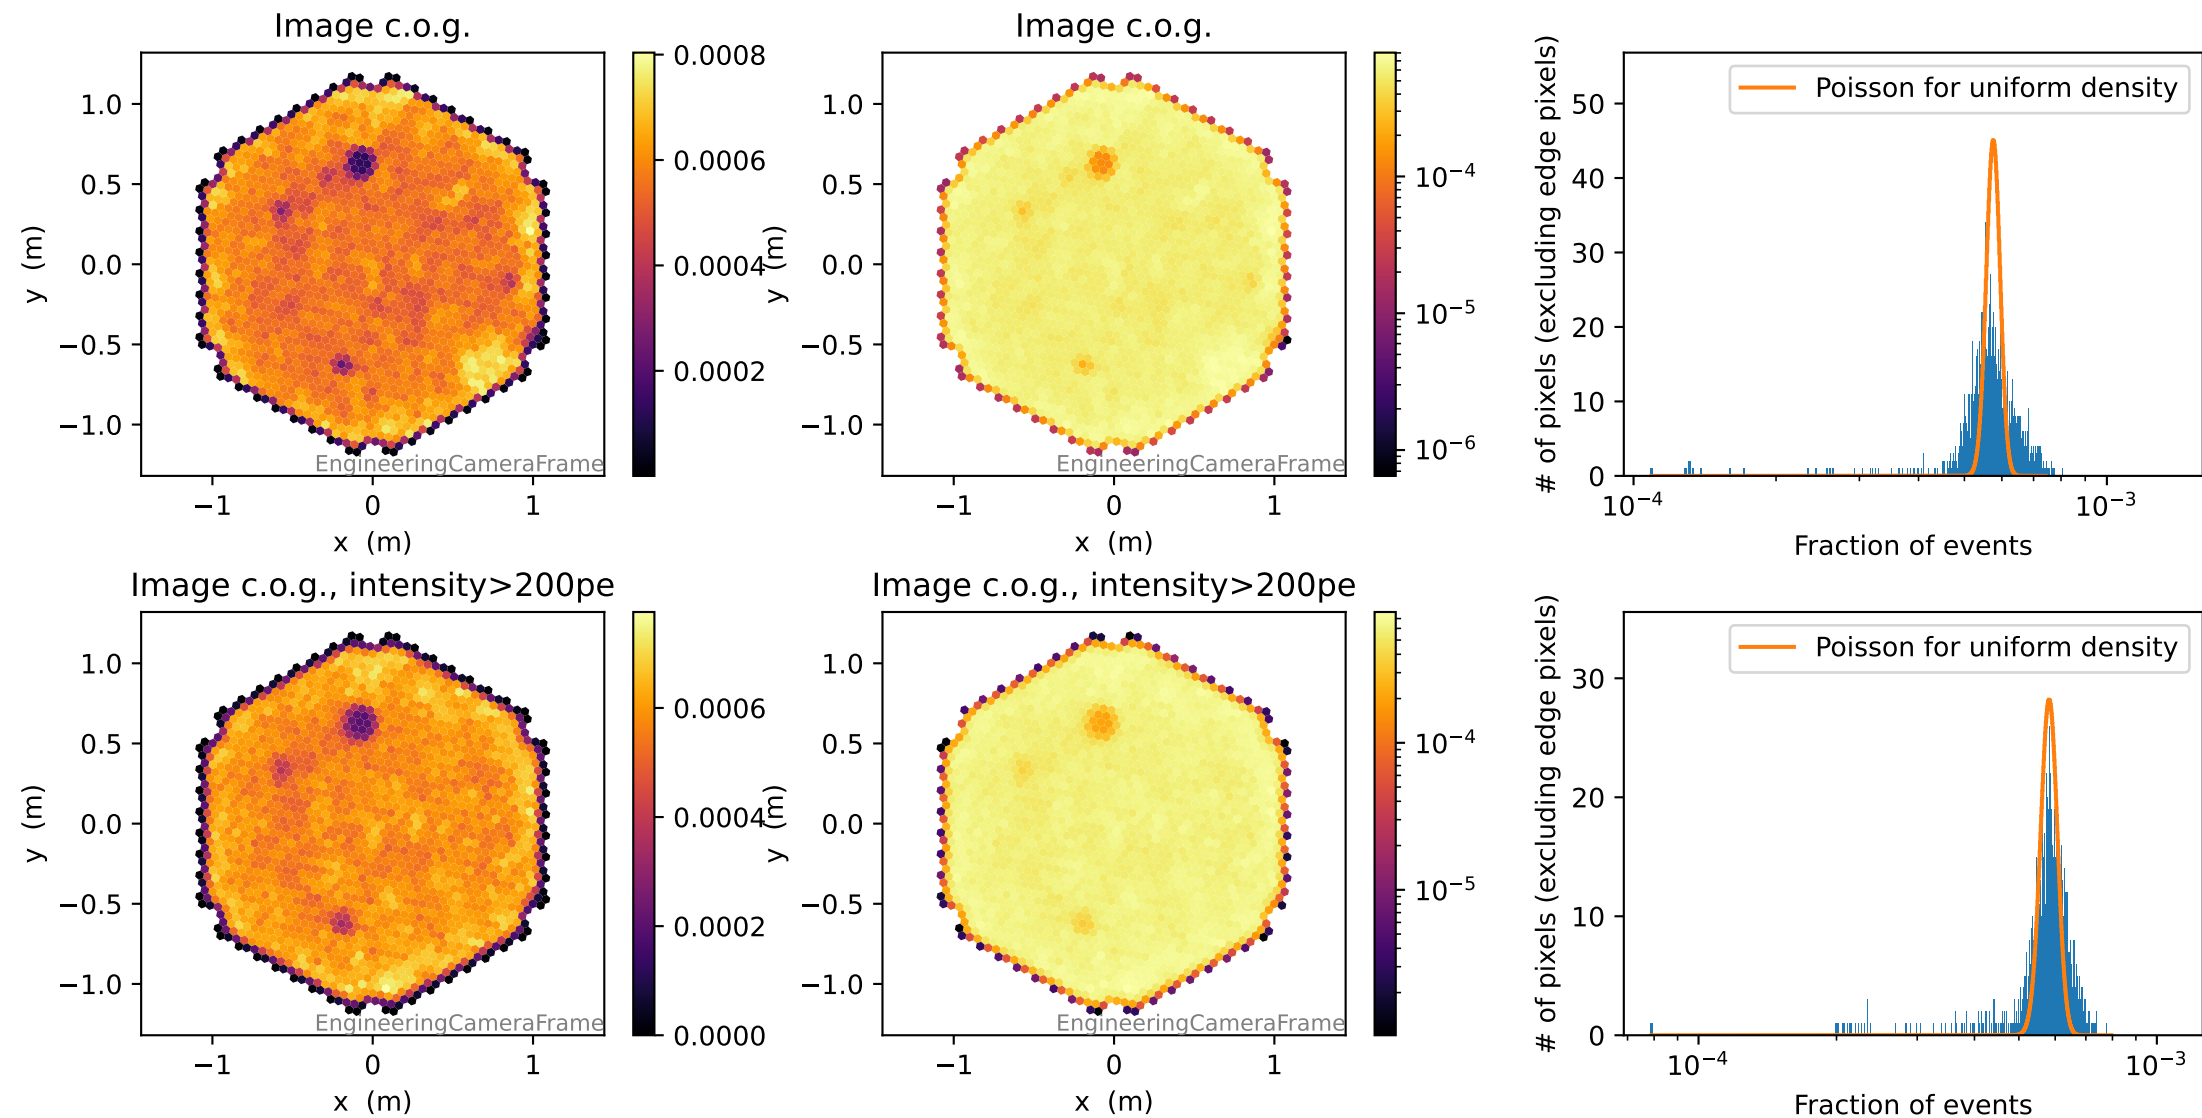 Image c.o.g.
y (m)
1.0
0.5
0.0
−0.5
−1.0
−1
0
1
x (m)
EngineeringCameraFrame
0.0008
0.0006
0.0004
0.0002
Image c.o.g.
y (m)
1.0
0.5
0.0
−0.5
−1.0
−1
0
1
x (m)
EngineeringCameraFrame
10⁻⁴
10⁻⁵
10⁻⁶
# of pixels (excluding edge pixels)
50
40
30
20
10
0
Poisson for uniform density
10⁻⁴
10⁻³
Fraction of events
Image c.o.g., intensity>200pe
y (m)
1.0
0.5
0.0
−0.5
−1.0
−1
0
1
x (m)
EngineeringCameraFrame
0.0006
0.0004
0.0002
0.0000
Image c.o.g., intensity>200pe
y (m)
1.0
0.5
0.0
−0.5
−1.0
−1
0
1
x (m)
EngineeringCameraFrame
10⁻⁴
10⁻⁵
# of pixels (excluding edge pixels)
30
20
10
0
Poisson for uniform density
10⁻⁴
10⁻³
Fraction of events